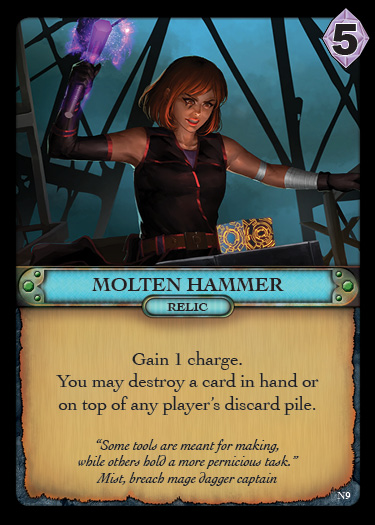 5
MOLTEN HAMMER
RELIC
Gain 1 charge.
You may destroy a card in hand or
on top of any player's discard pile.
"Some tools are meant for making,
while others hold a more pernicious task."
Mist, breach mage dagger captain
N9